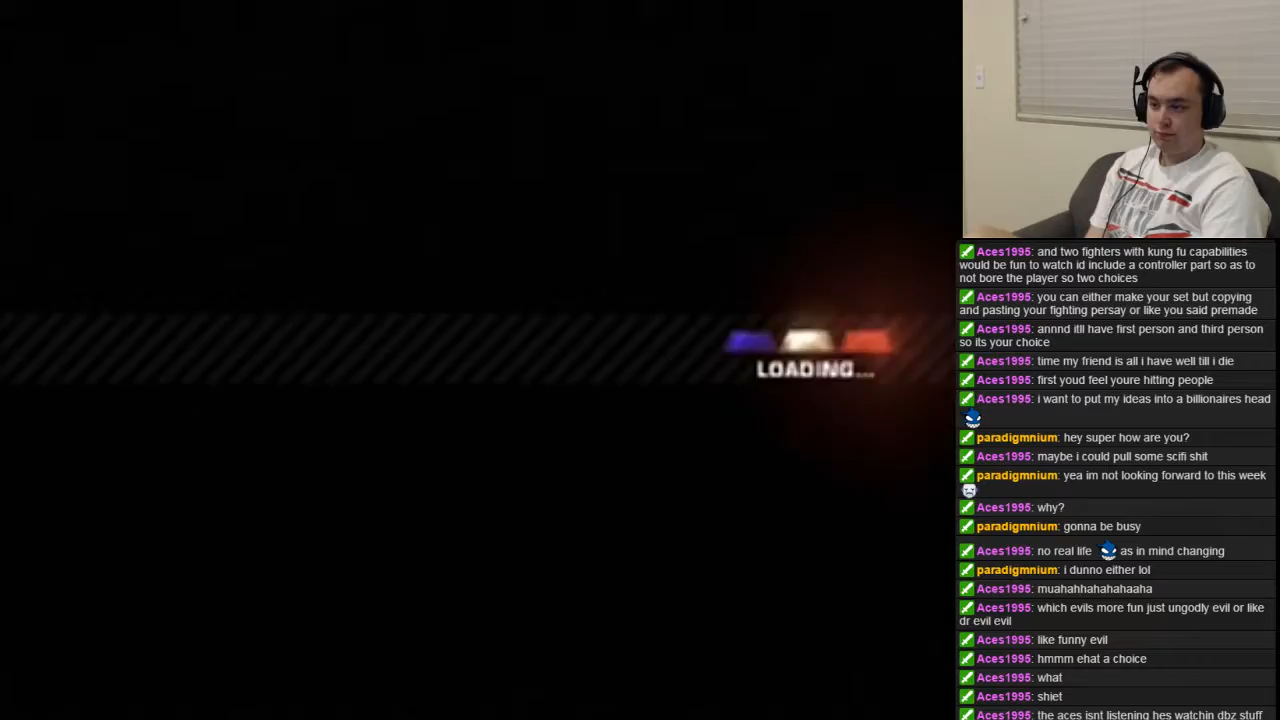 LOADING...
Aces1995: and two fighters with kung fu capabilities
would be fun to watch id include a controller part so as to
not bore the player so two choices
Aces1995: you can either make your set but copying
and pasting your fighting persay or like you said premade
Aces1995: annnd itll have first person and third person
so its your choice
Aces1995: time my friend is all i have well till i die
Aces1995: first youd feel youre hitting people
Aces1995: i want to put my ideas into a billionaires head
paradigmnium: hey super how are you?
Aces1995: maybe i could pull some scifi shit
paradigmnium: yea im not looking forward to this week
Aces1995: why?
paradigmnium: gonna be busy
Aces1995: no real life as in mind changing
paradigmnium: i dunno either lol
Aces1995: muahahhahahahaaha
Aces1995: which evils more fun just ungodly evil or like
dr evil evil
Aces1995: like funny evil
Aces1995: hmmm ehat a choice
Aces1995: what
Aces1995: shiet
Aces1995: the aces isnt listening hes watchin dbz stuff